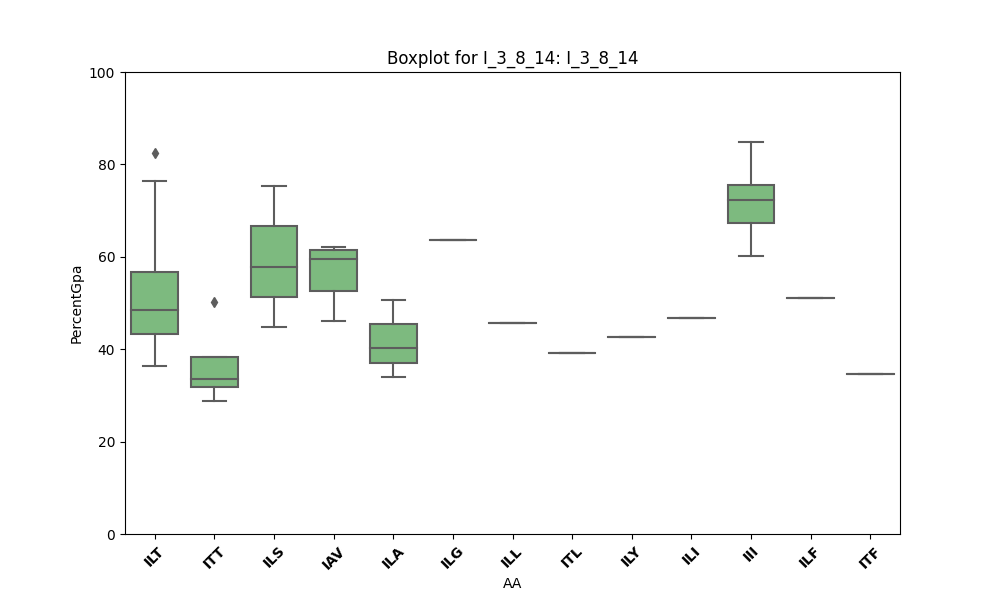 Boxplot for I_3_8_14: I_3_8_14
PercentGpa
100
80
60
40
20
0
ILT ITT ILS IAV ILA ILG ILL ITL ILY ILI III ILF ITF
AA